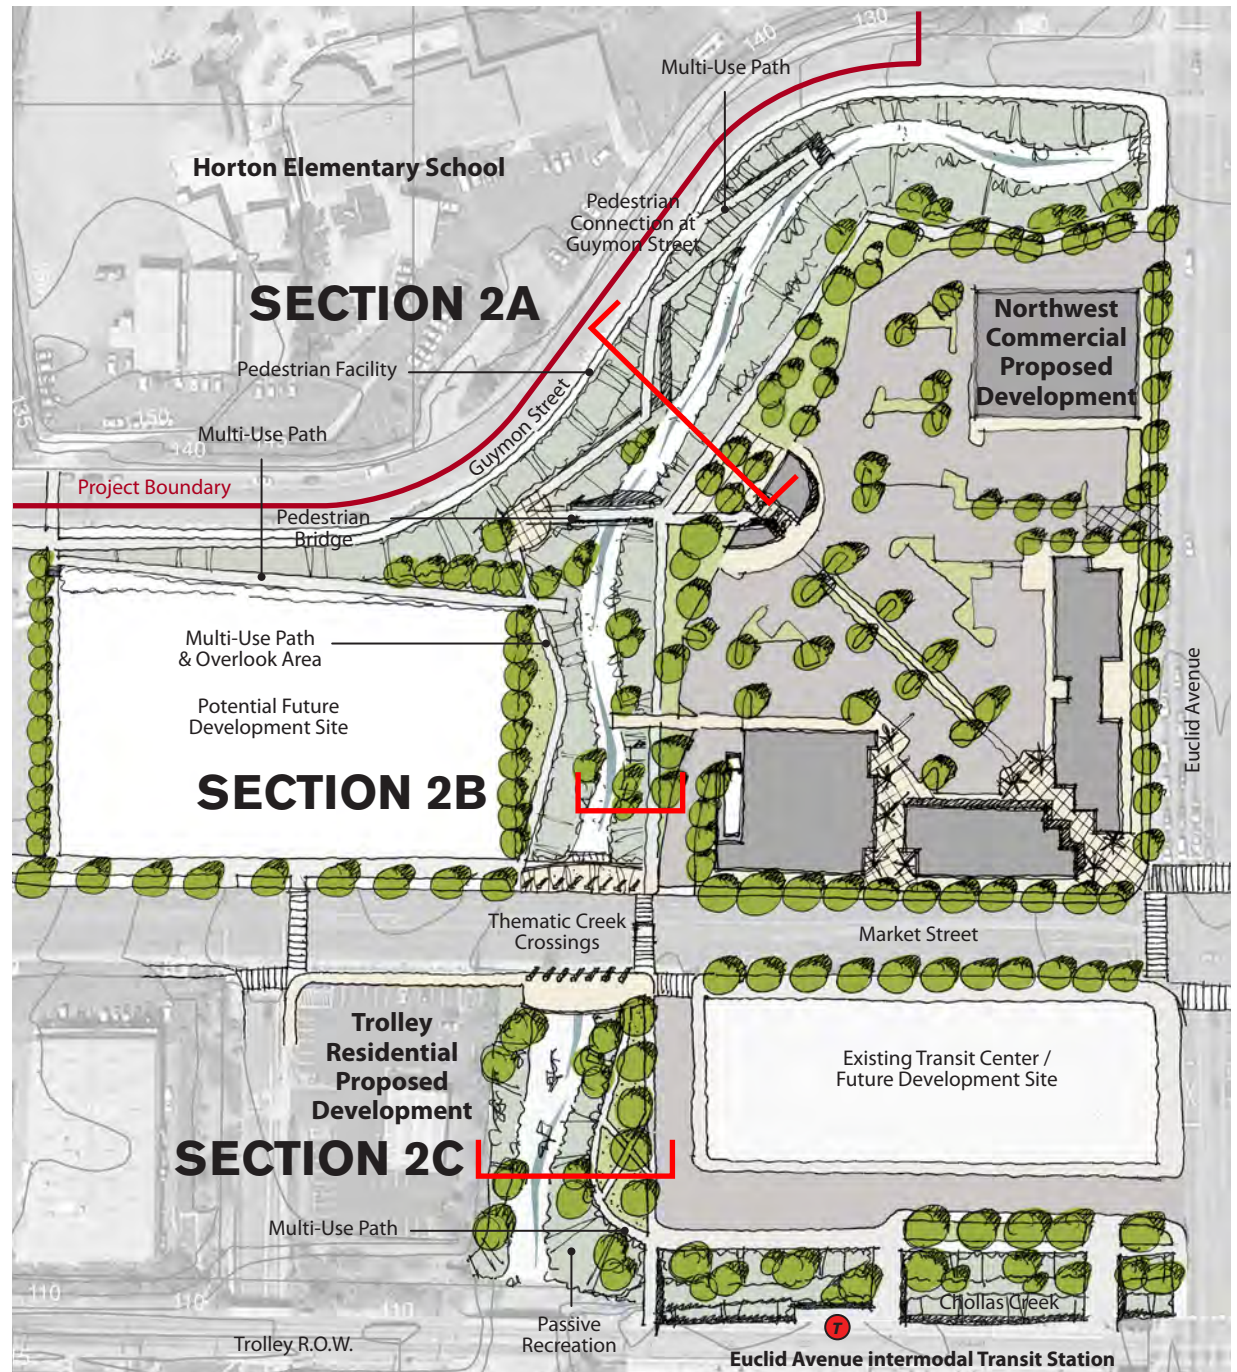 130
140
Multi-Use Path
Horton Elementary School
Pedestrian
Connection at
Guymon Street
SECTION 2A
Northwest
Commercial
Proposed
Development
Pedestrian Facility
Guymon Street
135
150
140
Multi-Use Path
Project Boundary
Pedestrian
Bridge
Multi-Use Path
& Overlook Area
Potential Future
Development Site
Euclid Avenue
SECTION 2B
Thematic Creek
Crossings
Market Street
Trolley
Residential
Proposed
Development
Existing Transit Center /
Future Development Site
SECTION 2C
Multi-Use Path
110
110
110
Chollas Creek
Passive
Recreation
Trolley R.O.W.
T
Euclid Avenue intermodal Transit Station